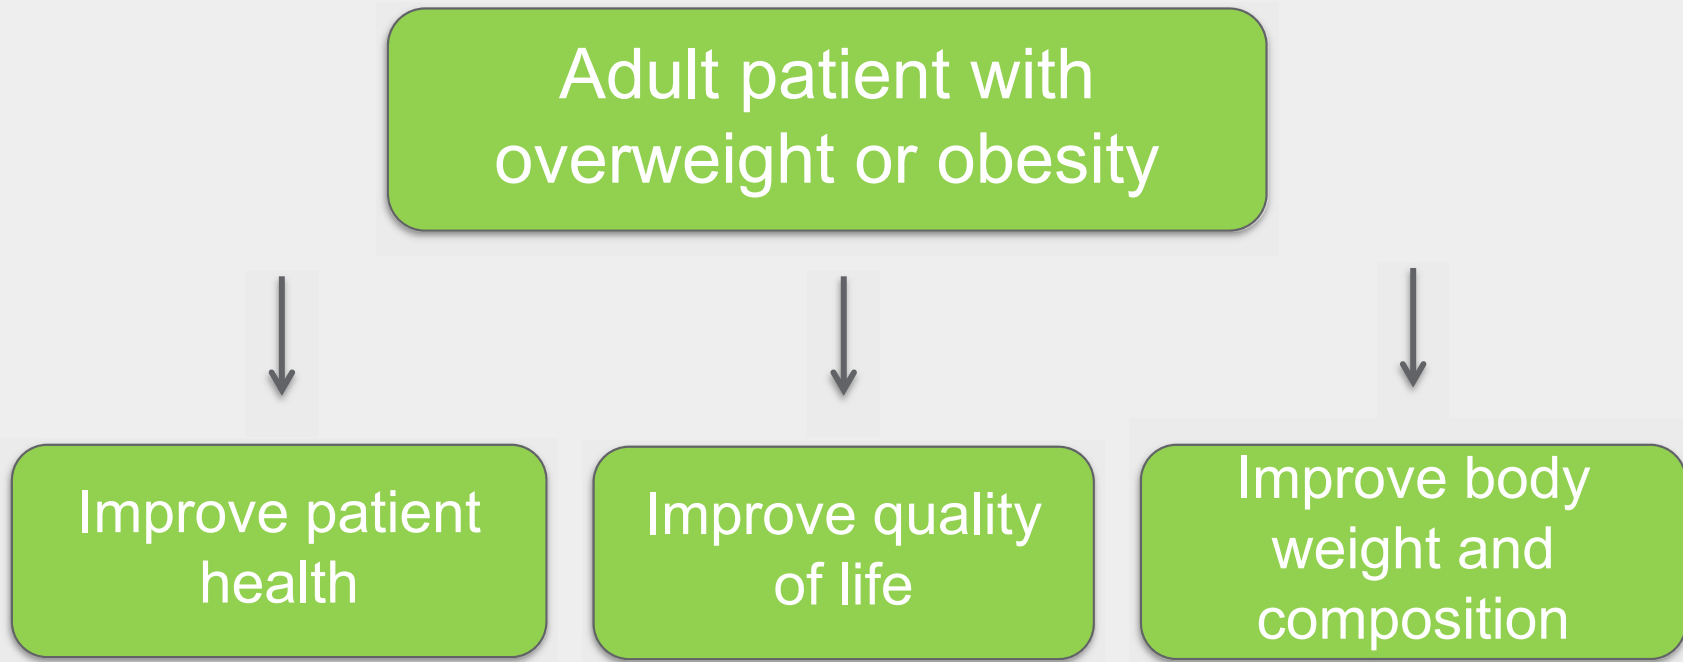 Adult patient with
overweight or obesity
Improve patient
health
Improve quality
of life
Improve body
weight and
composition